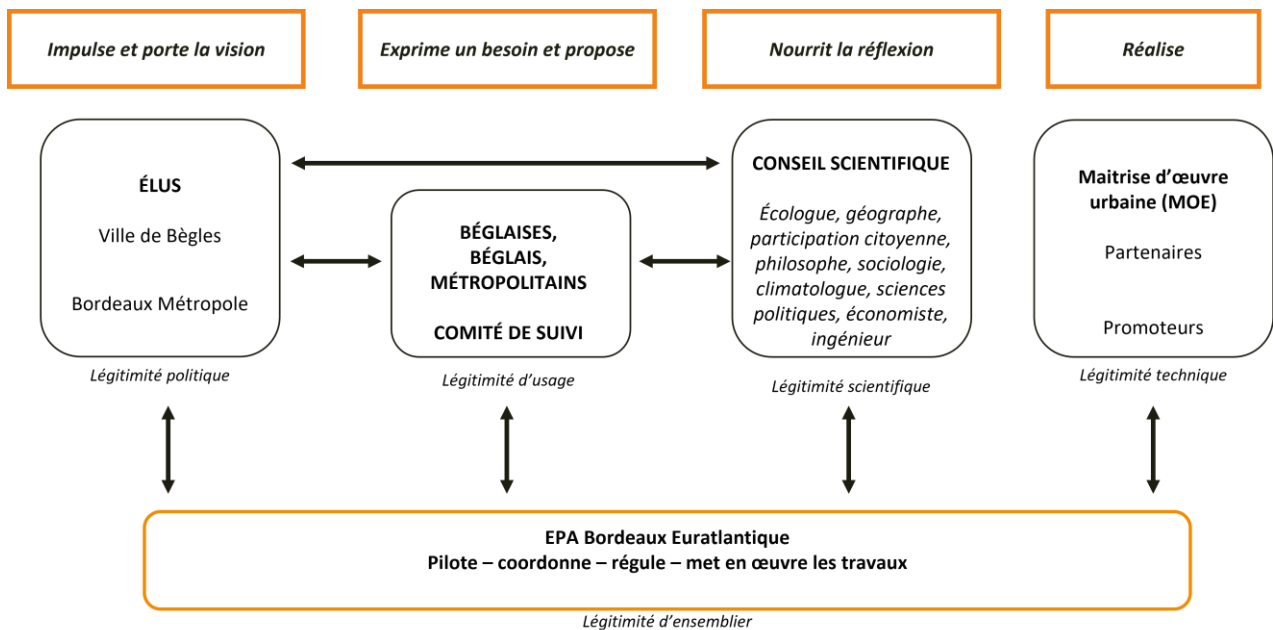 Impulse et porte la vision
Exprime un besoin et propose
Nourrit la réflexion
Réalise
ÉLUS
Ville de Bègles
Bordeaux Métropole
Légitimité politique
BÉGLAISES,
BÉGLAIS,
MÉTROPOLITAINS
COMITÉ DE SUIVI
Légitimité d'usage
CONSEIL SCIENTIFIQUE
Écologue, géographe,
participation citoyenne,
philosophe, sociologie,
climatologue, sciences
politiques, économiste,
ingénieur
Légitimité scientifique
Maitrise d'œuvre
urbaine (MOE)
Partenaires
Promoteurs
Légitimité technique
EPA Bordeaux Euratlantique
Pilote – coordonne – régule – met en œuvre les travaux
Légitimité d'ensemblier